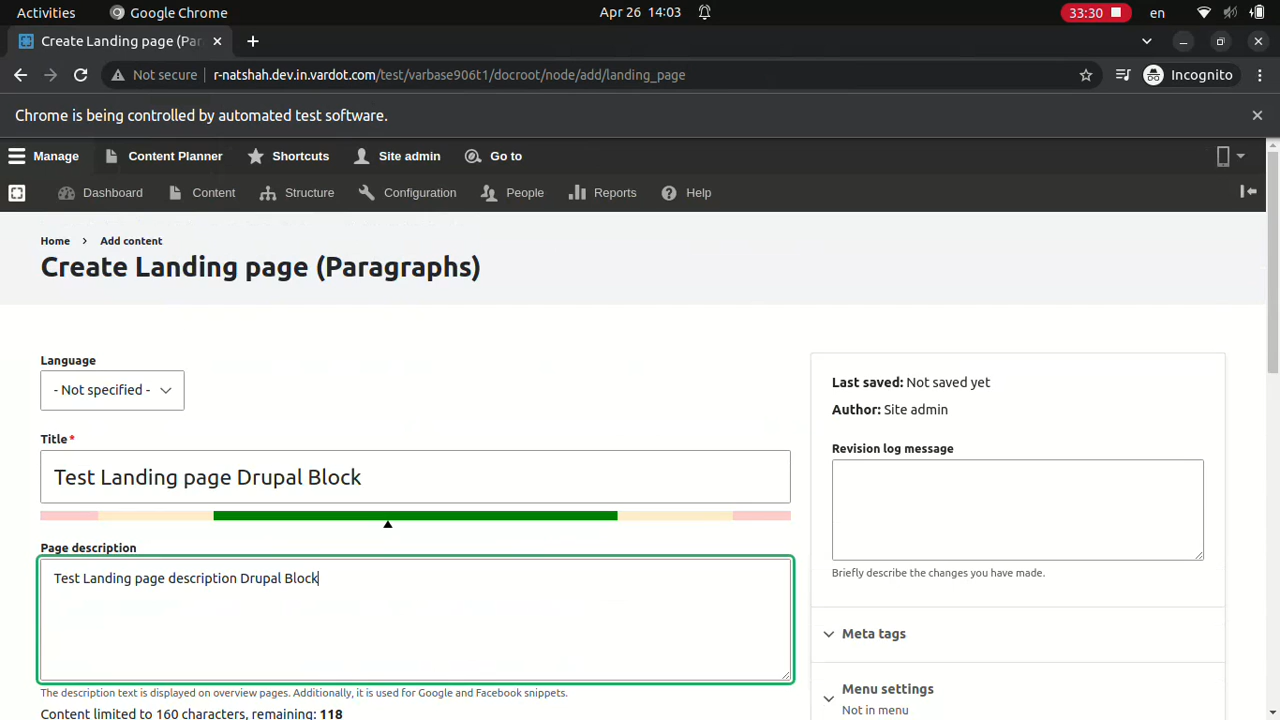 Activities
Google Chrome
Apr 26 14:03
33:30
en
Create Landing page (Par
Not secure
r-natshah.dev.in.vardot.com/test/varbase906t1/docroot/node/add/landing_page
Incognito
Chrome is being controlled by automated test software.
Manage
Content Planner
Shortcuts
Site admin
Go to
Dashboard
Content
Structure
Configuration
People
Reports
Help
Home > Add content
Create Landing page (Paragraphs)
Language
- Not specified -
Title*
Test Landing page Drupal Block
Page description
Test Landing page description Drupal Block
The description text is displayed on overview pages. Additionally, it is used for Google and Facebook snippets.
Content limited to 160 characters, remaining: 118
Last saved: Not saved yet
Author: Site admin
Revision log message
Briefly describe the changes you have made.
Meta tags
Menu settings
Not in menu